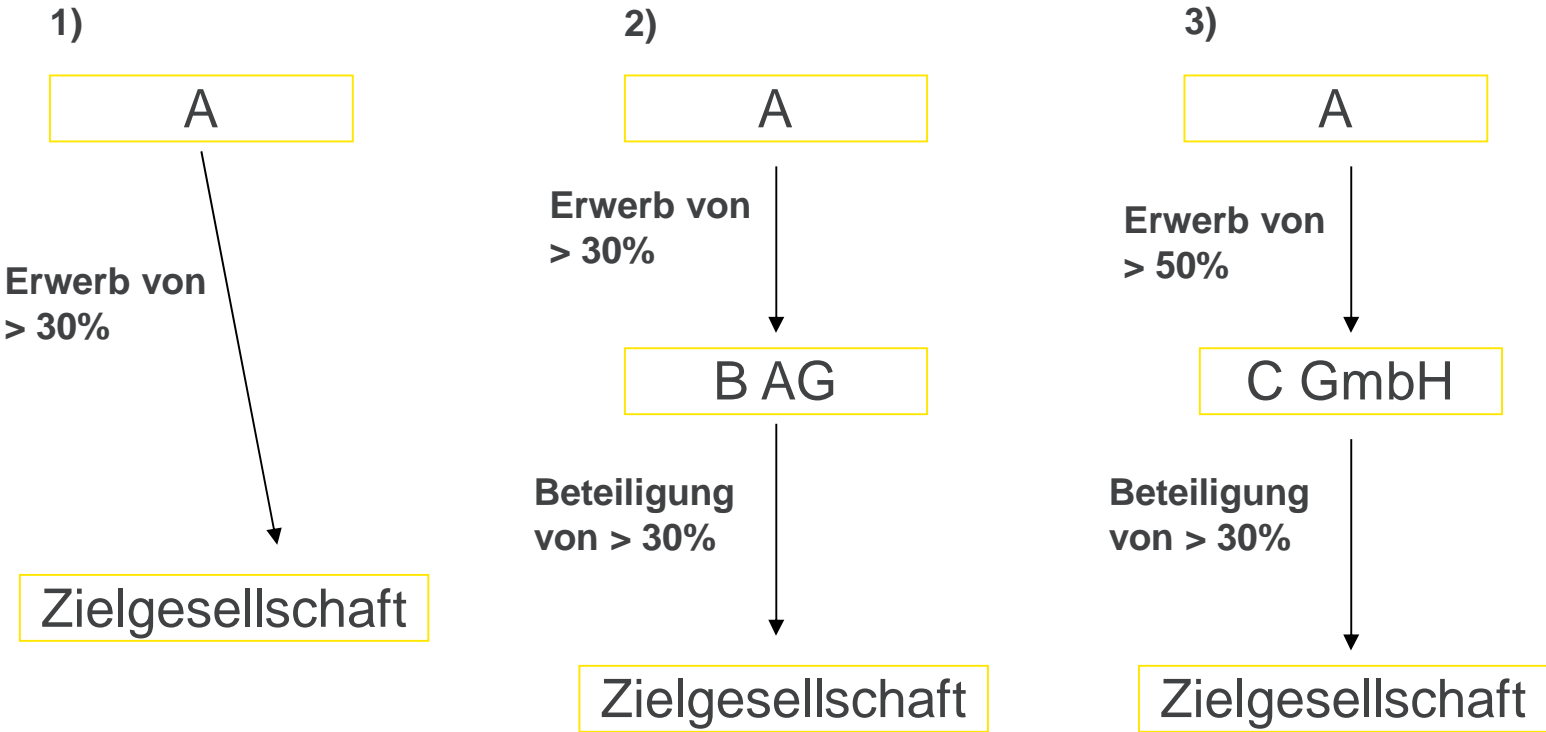 1)
A
Erwerb von
> 30%
Zielgesellschaft
2)
A
Erwerb von
> 30%
B AG
Beteiligung
von > 30%
Zielgesellschaft
3)
A
Erwerb von
> 50%
C GmbH
Beteiligung
von > 30%
Zielgesellschaft